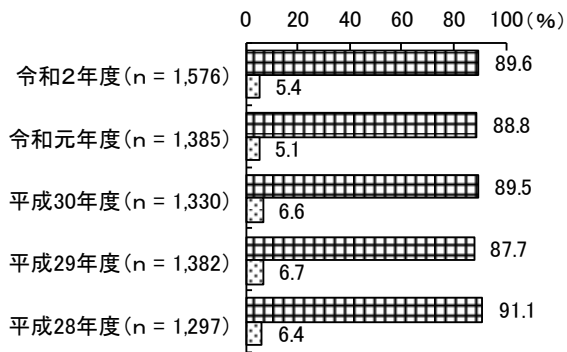 0 20 40 60 80 100(%)
令和2年度(n = 1,576) 89.6
5.4
令和元年度(n = 1,385) 88.8
5.1
平成30年度(n = 1,330) 89.5
6.6
平成29年度(n = 1,382) 87.7
6.7
平成28年度(n = 1,297) 91.1
6.4